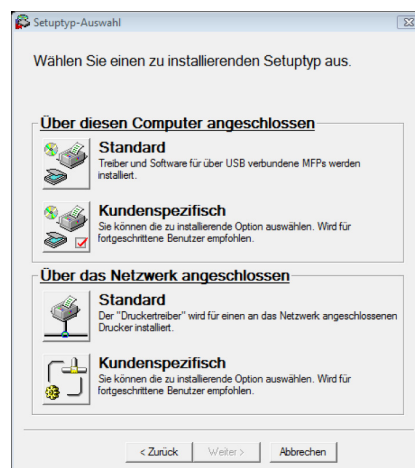 Setuptyp-Auswahl
Wählen Sie einen zu installierenden Setuptyp aus.
Über diesen Computer angeschlossen
Standard
Treiber und Software für über USB verbundene MFPs werden
installiert.
Kundenspezifisch
Sie können die zu installierende Option auswählen. Wird für
fortgeschrittene Benutzer empfohlen.
Über das Netzwerk angeschlossen
Standard
Der "Druckertreiber" wird für einen an das Netzwerk angeschlossenen
Drucker installiert.
Kundenspezifisch
Sie können die zu installierende Option auswählen. Wird für
fortgeschrittene Benutzer empfohlen.
< Zurück Weiter > Abbrechen